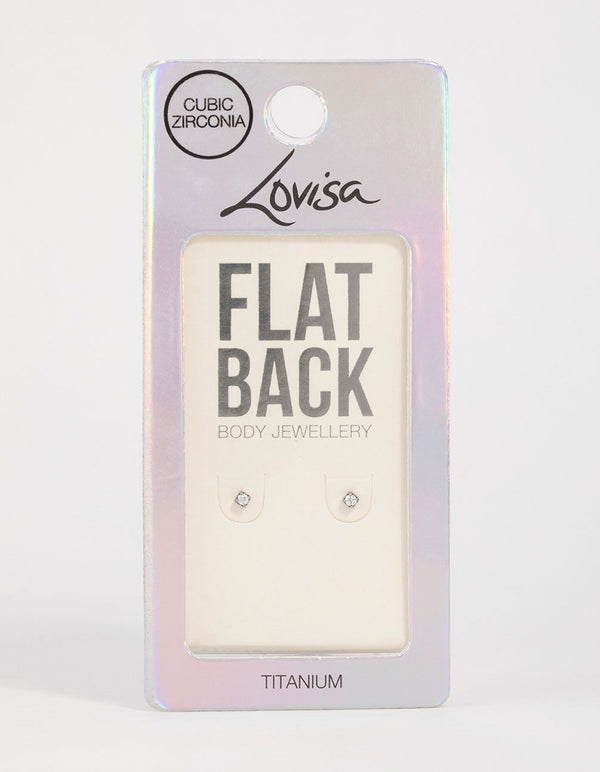 CUBIC
ZIRCONIA
Lovisa
FLAT
BACK
BODY JEWELLERY
TITANIUM